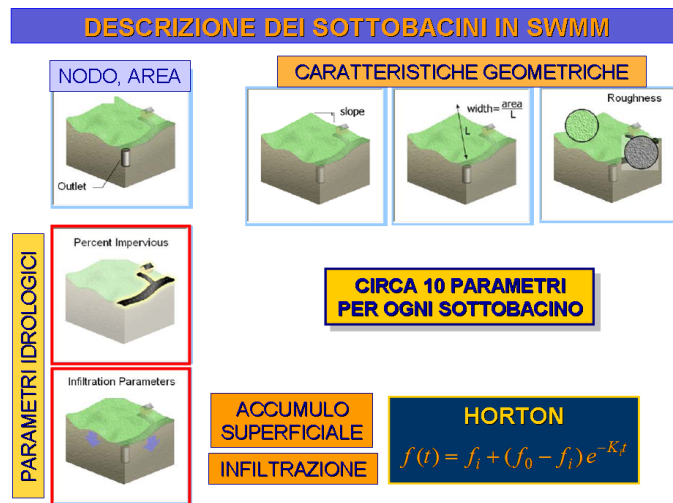 DESCRIZIONE DEI SOTTOBACINI IN SWMM
NODO, AREA
Outlet
CARATTERISTICHE GEOMETRICHE
slope
width=area/L
L
Roughness
PARAMETRI IDROLOGICI
Percent Impervious
Infiltration Parameters
CIRCA 10 PARAMETRI
PER OGNI SOTTOBACINO
ACCUMULO
SUPERFICIALE
INFILTRAZIONE
HORTON
f(t) = f_i + (f_0 − f_i) e^{−K_i t}